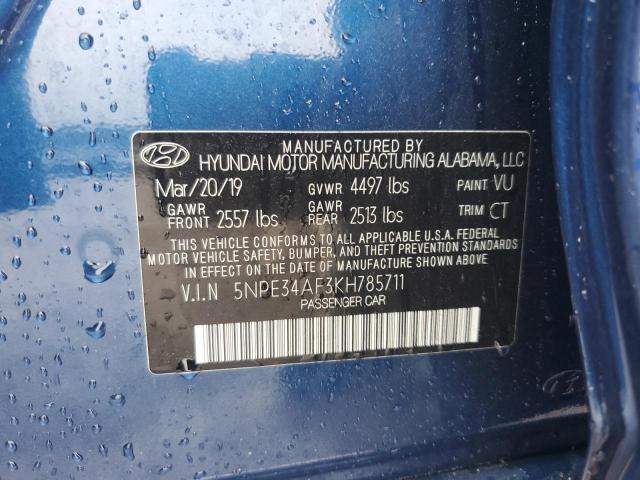 MANUFACTURED BY
HYUNDAI MOTOR MANUFACTURING ALABAMA, LLC
Mar/20/19 GVWR 4497 lbs PAINT VU
GAWR FRONT 2557 lbs GAWR REAR 2513 lbs TRIM CT
THIS VEHICLE CONFORMS TO ALL APPLICABLE U.S.A. FEDERAL
MOTOR VEHICLE SAFETY, BUMPER, AND THEFT PREVENTION STANDARDS
IN EFFECT ON THE DATE OF MANUFACTURE SHOWN ABOVE.
V.I.N 5NPE34AF3KH785711
PASSENGER CAR